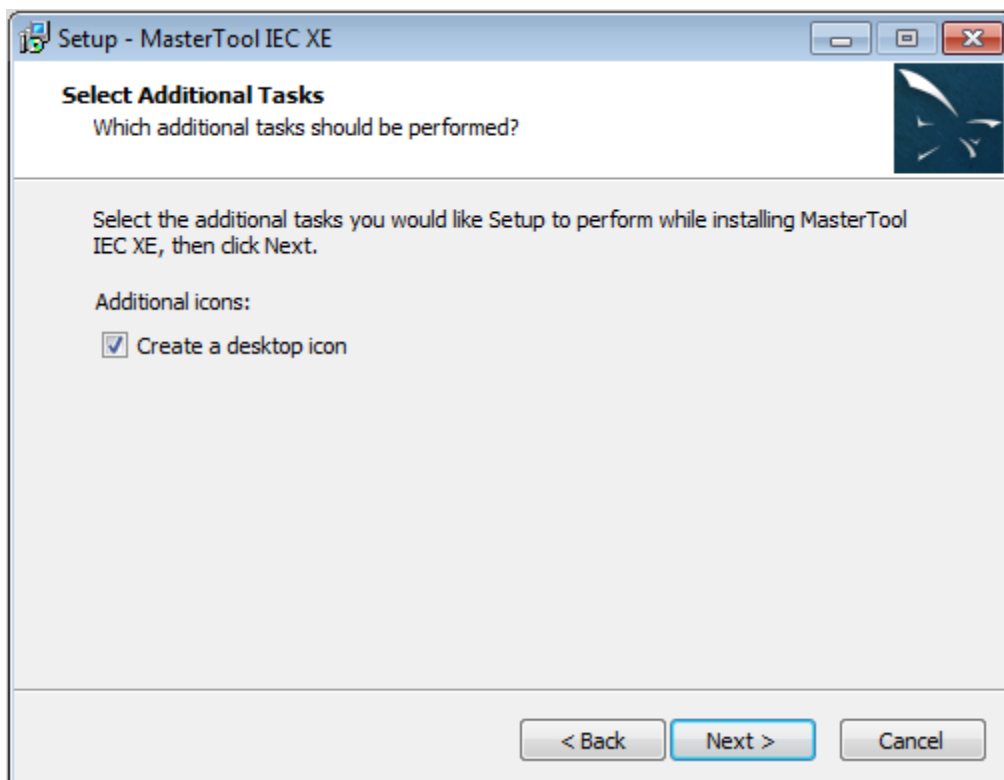 Setup - MasterTool IEC XE
Select Additional Tasks
Which additional tasks should be performed?
Select the additional tasks you would like Setup to perform while installing MasterTool
IEC XE, then click Next.
Additional icons:
Create a desktop icon
< Back Next > Cancel